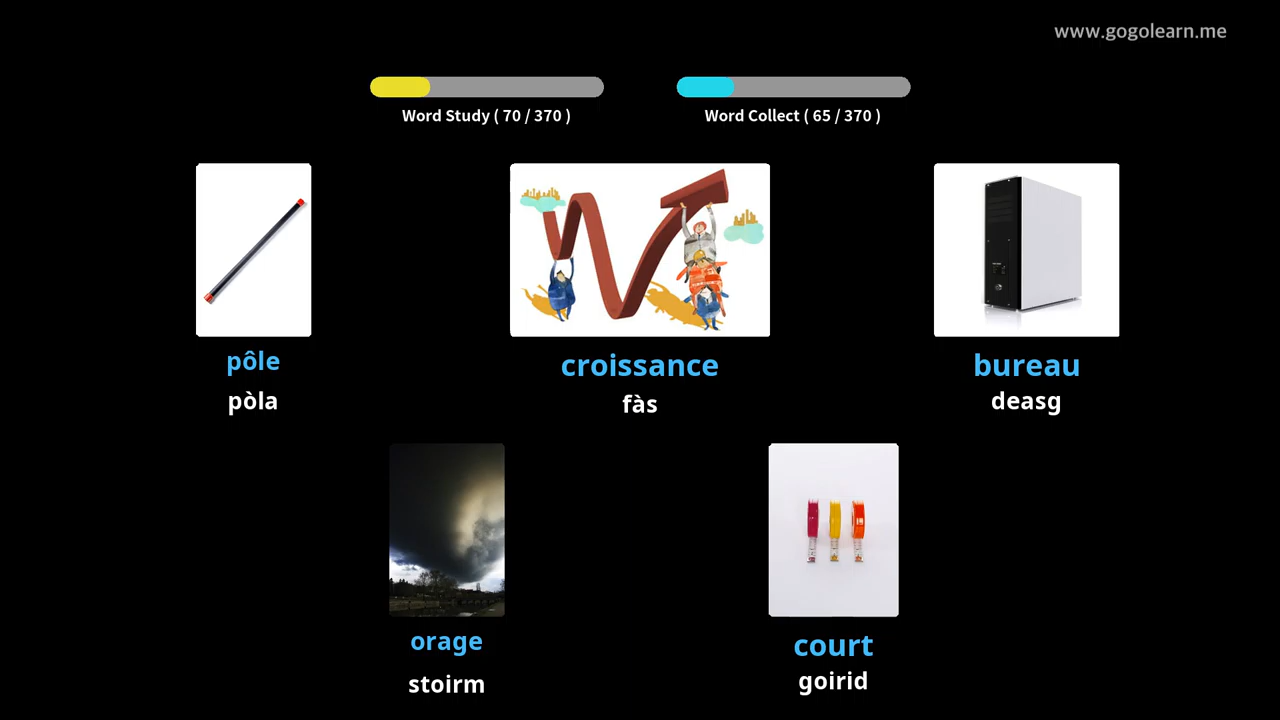 www.gogolearn.me
Word Study ( 70 / 370 )
Word Collect ( 65 / 370 )
pôle
pòla
croissance
fàs
bureau
deasg
orage
stoirm
court
goirid